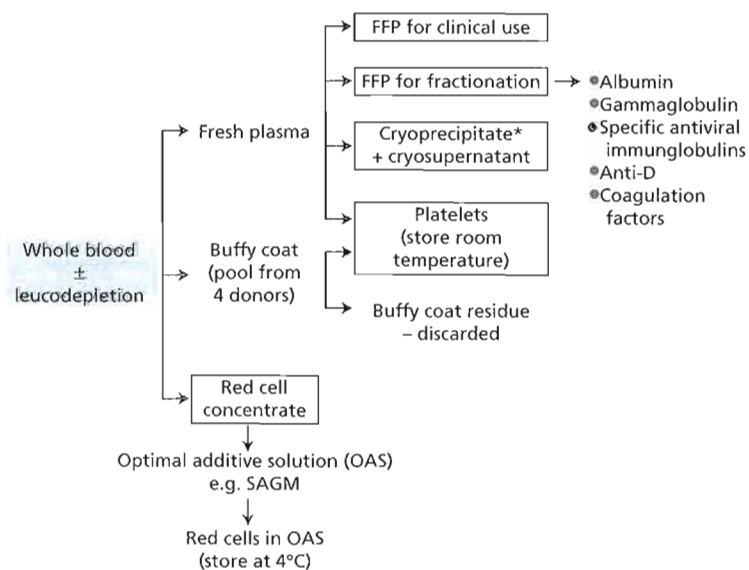 FFP for clinical use
FFP for fractionation
Albumin
Gammaglobulin
Specific antiviral
immunglobulins
Anti-D
Coagulation
factors
Fresh plasma
Cryoprecipitate*
+ cryosupernatant
Platelets
(store room
temperature)
Whole blood
±
leucodepletion
Buffy coat
(pool from
4 donors)
Buffy coat residue
– discarded
Red cell
concentrate
Optimal additive solution (OAS)
e.g. SAGM
Red cells in OAS
(store at 4°C)